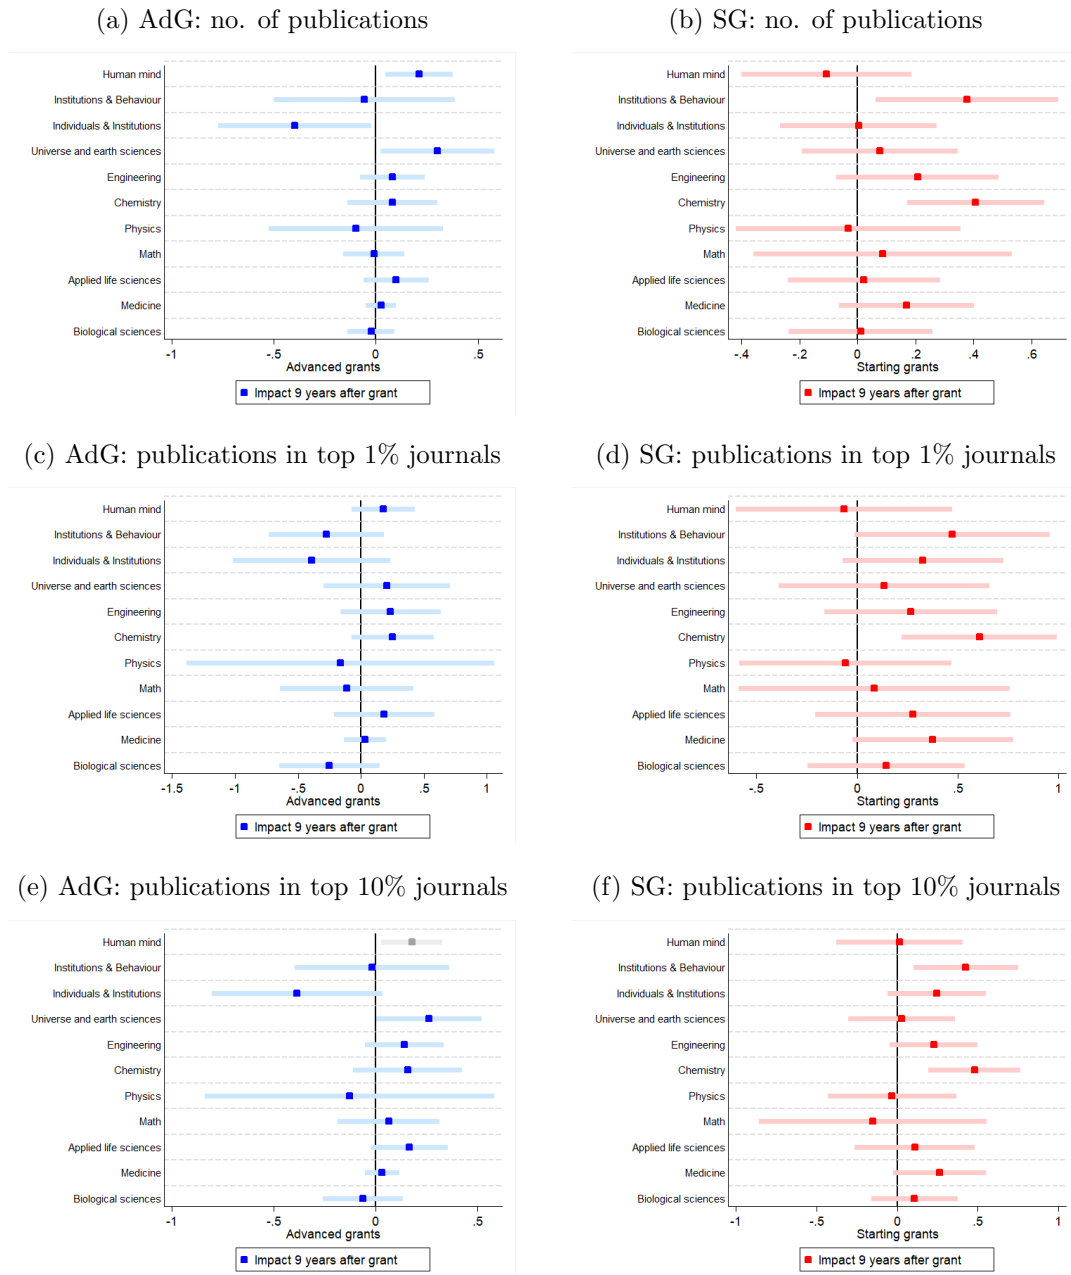 (a) AdG: no. of publications
Human mind
Institutions & Behaviour
Individuals & Institutions
Universe and earth sciences
Engineering
Chemistry
Physics
Math
Applied life sciences
Medicine
Biological sciences
-1 -.5 0 .5
Advanced grants
Impact 9 years after grant
(b) SG: no. of publications
Human mind
Institutions & Behaviour
Individuals & Institutions
Universe and earth sciences
Engineering
Chemistry
Physics
Math
Applied life sciences
Medicine
Biological sciences
-.4 -.2 0 .2 .4 .6
Starting grants
Impact 9 years after grant
(c) AdG: publications in top 1% journals
Human mind
Institutions & Behaviour
Individuals & Institutions
Universe and earth sciences
Engineering
Chemistry
Physics
Math
Applied life sciences
Medicine
Biological sciences
-1.5 -1 -.5 0 .5 1
Advanced grants
Impact 9 years after grant
(d) SG: publications in top 1% journals
Human mind
Institutions & Behaviour
Individuals & Institutions
Universe and earth sciences
Engineering
Chemistry
Physics
Math
Applied life sciences
Medicine
Biological sciences
-.5 0 .5 1
Starting grants
Impact 9 years after grant
(e) AdG: publications in top 10% journals
Human mind
Institutions & Behaviour
Individuals & Institutions
Universe and earth sciences
Engineering
Chemistry
Physics
Math
Applied life sciences
Medicine
Biological sciences
-1 -.5 0 .5
Advanced grants
Impact 9 years after grant
(f) SG: publications in top 10% journals
Human mind
Institutions & Behaviour
Individuals & Institutions
Universe and earth sciences
Engineering
Chemistry
Physics
Math
Applied life sciences
Medicine
Biological sciences
-1 -.5 0 .5 1
Starting grants
Impact 9 years after grant